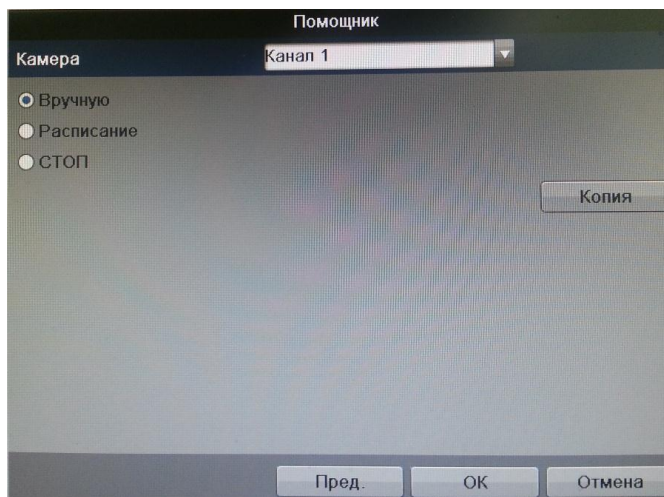 Помощник
Камера Канал 1
Вручную
Расписание
СТОП
Копия
Пред. OK Отмена